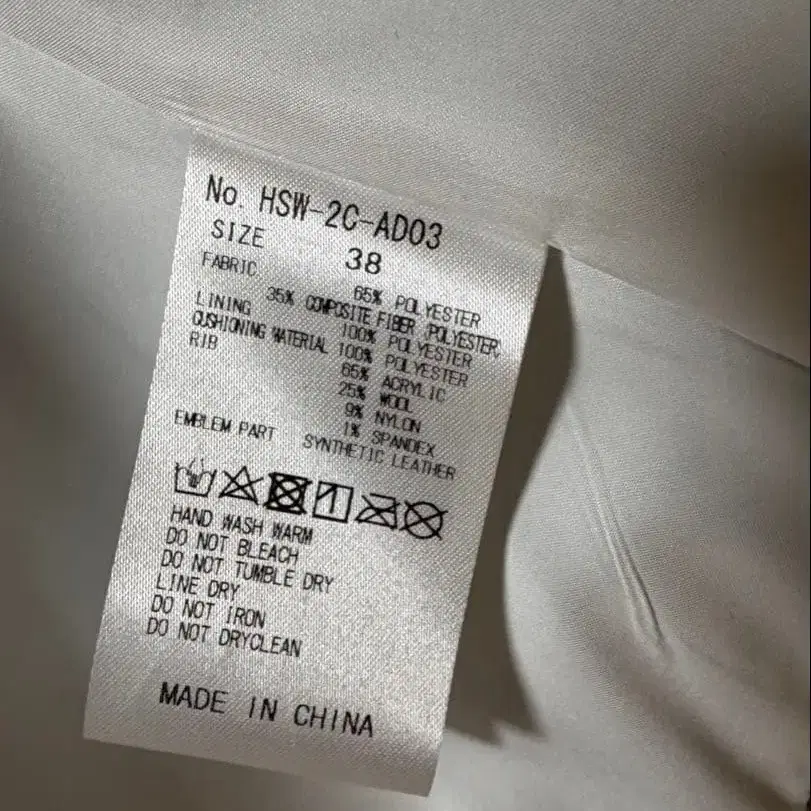 No. HSW-2C-AD03
SIZE 38
FABRIC 65% POLYESTER
35% COMPOSITE FIBER (POLYESTER)
LINING 100% POLYESTER
CUSHIONING MATERIAL 100% POLYESTER
RIB 65% ACRYLIC
25% WOOL
9% NYLON
1% SPANDEX
EMBLEM PART SYNTHETIC LEATHER
HAND WASH WARM
DO NOT BLEACH
DO NOT TUMBLE DRY
LINE DRY
DO NOT IRON
DO NOT DRYCLEAN
MADE IN CHINA